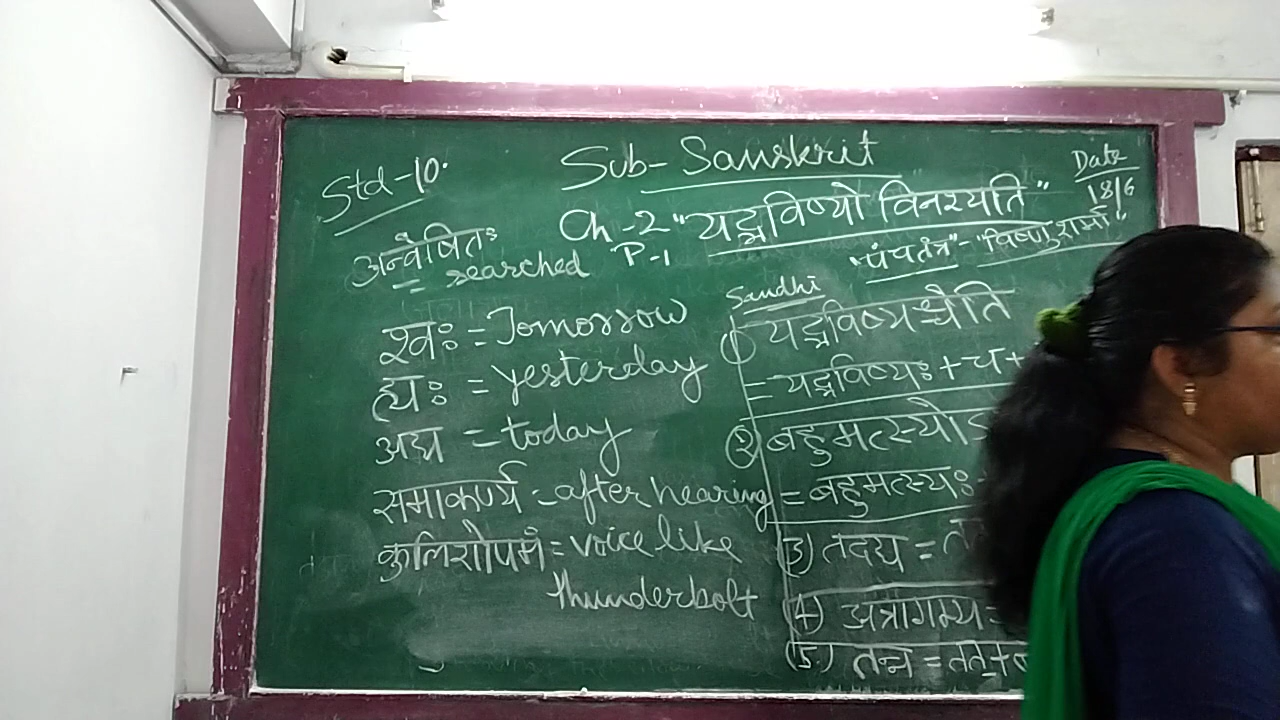 Std-10.
Sub- Sanskrit
Date
18/6
Ch-2 "यद्भविष्यो विनश्यति"
P-1
"पंचतंत्र"- "विष्णुशर्मा"
अन्वेषितः
= searched
श्वः = Tomorrow
ह्यः = yesterday
अद्य = today
समाकर्ण्य = after hearing
कुलिशोपमं = voice like
thunderbolt
Sandhi
(1) यद्भविष्यश्चैति
= यद्भविष्यः + च +
(२) बहुमत्स्योऽ
= बहुमत्स्यः
(3) तदद्य =
(4) अत्रागम्य =
(5.) तन्न = तत् +